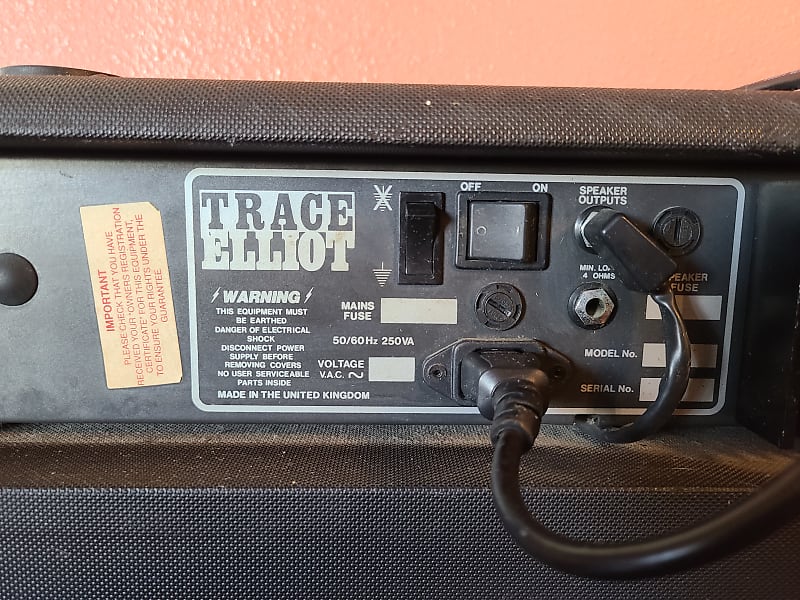 IMPORTANT
PLEASE CHECK THAT YOU HAVE
RECEIVED YOUR "OWNERS REGISTRATION
CERTIFICATE" FOR THIS EQUIPMENT,
TO ENSURE YOUR RIGHTS UNDER THE
GUARANTEE.
TRACE
ELLIOT
WARNING
THIS EQUIPMENT MUST
BE EARTHED
DANGER OF ELECTRICAL
SHOCK
DISCONNECT POWER
SUPPLY BEFORE
REMOVING COVERS
NO USER SERVICEABLE
PARTS INSIDE
MADE IN THE UNITED KINGDOM
MAINS
FUSE
50/60Hz 250VA
VOLTAGE
V.A.C. ~
OFF ON
SPEAKER
OUTPUTS
MIN.
4 OHMS
FUSE
MODEL No.
SERIAL No.